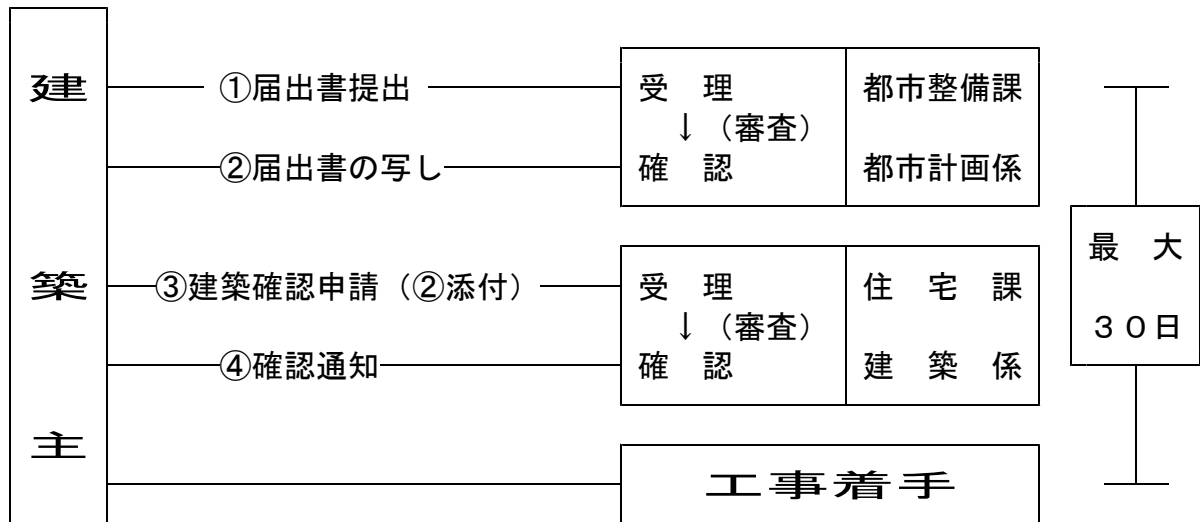 建築主
①届出書提出
受　理
↓（審査）
確　認
都市整備課
都市計画係
②届出書の写し
③建築確認申請（②添付）
受　理
↓（審査）
確　認
住　宅　課
建　築　係
④確認通知
工事着手
最　大
３０日